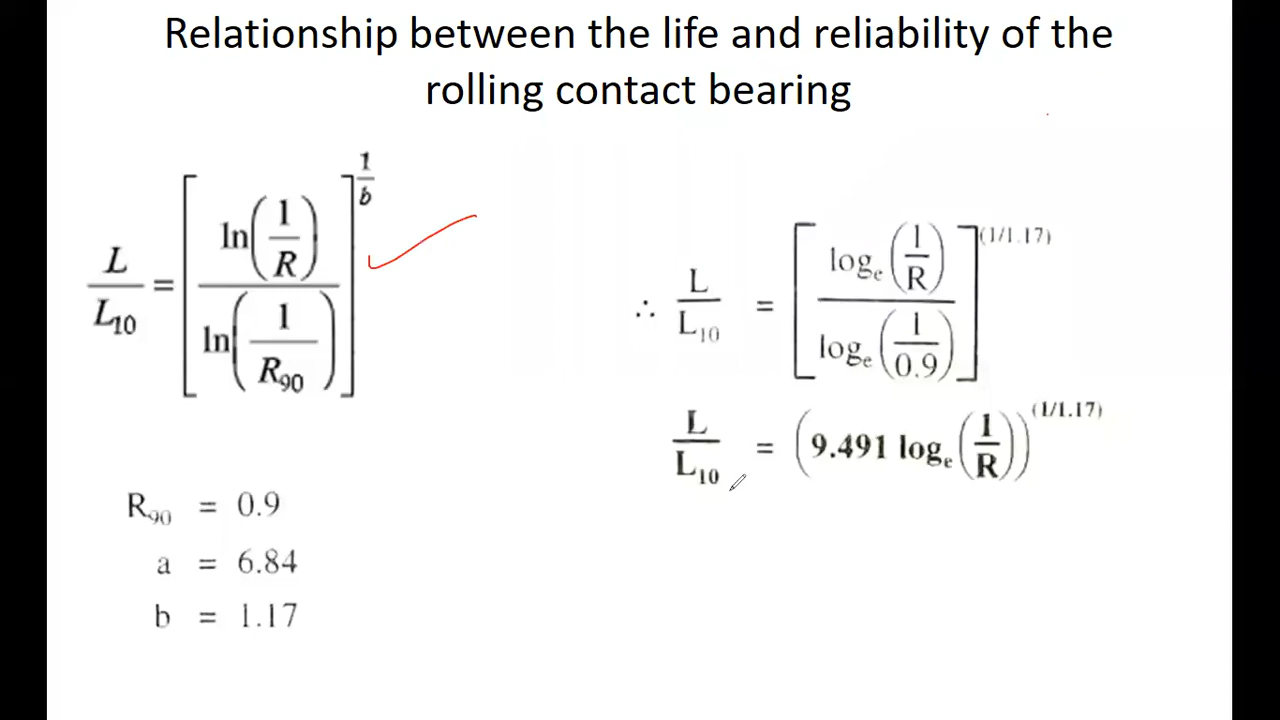 Relationship between the life and reliability of the
rolling contact bearing
L/L₁₀ = [ ln(1/R) / ln(1/R₉₀) ]^(1/b)
R₉₀ = 0.9
a = 6.84
b = 1.17
∴ L/L₁₀ = [ logₑ(1/R) / logₑ(1/0.9) ]^(1/1.17)
L/L₁₀ = (9.491 logₑ(1/R))^(1/1.17)